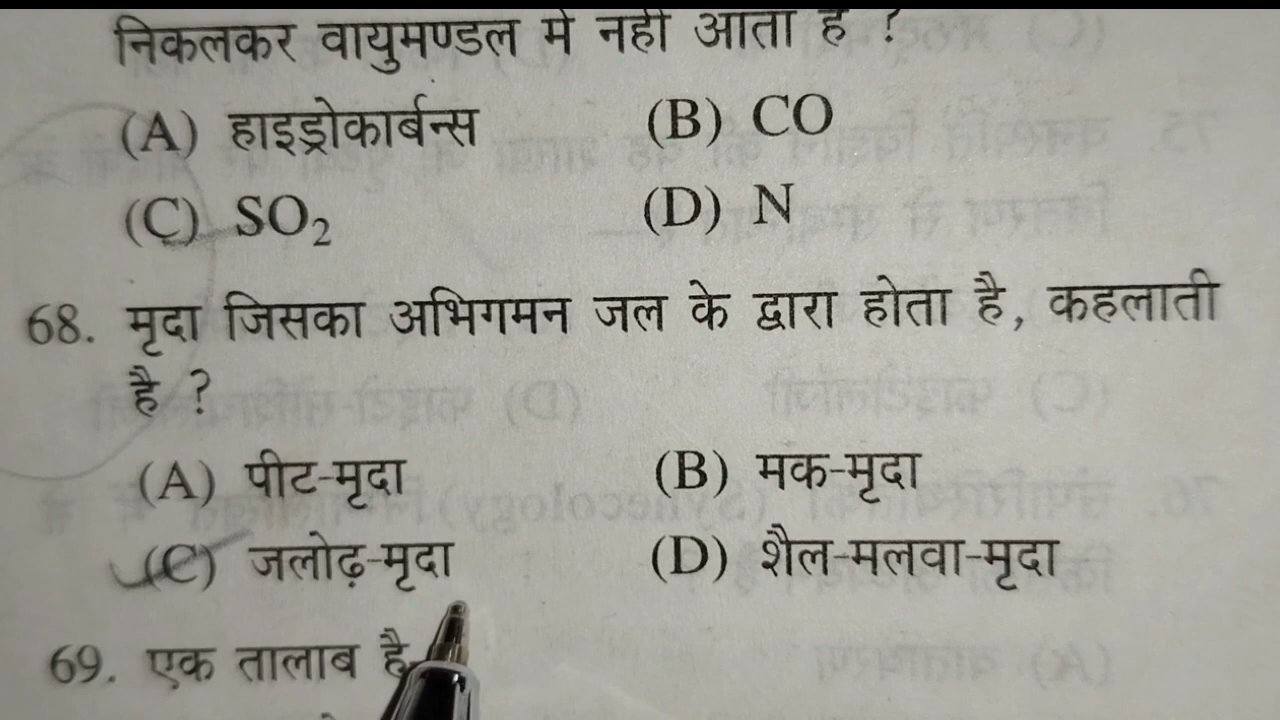 निकलकर वायुमण्डल में नहीं आता है ?
(A) हाइड्रोकार्बन्स (B) CO
(C) SO₂ (D) N
68. मृदा जिसका अभिगमन जल के द्वारा होता है, कहलाती
है ?
(A) पीट-मृदा (B) मक-मृदा
(C) जलोढ़-मृदा (D) शैल-मलवा-मृदा
69. एक तालाब है